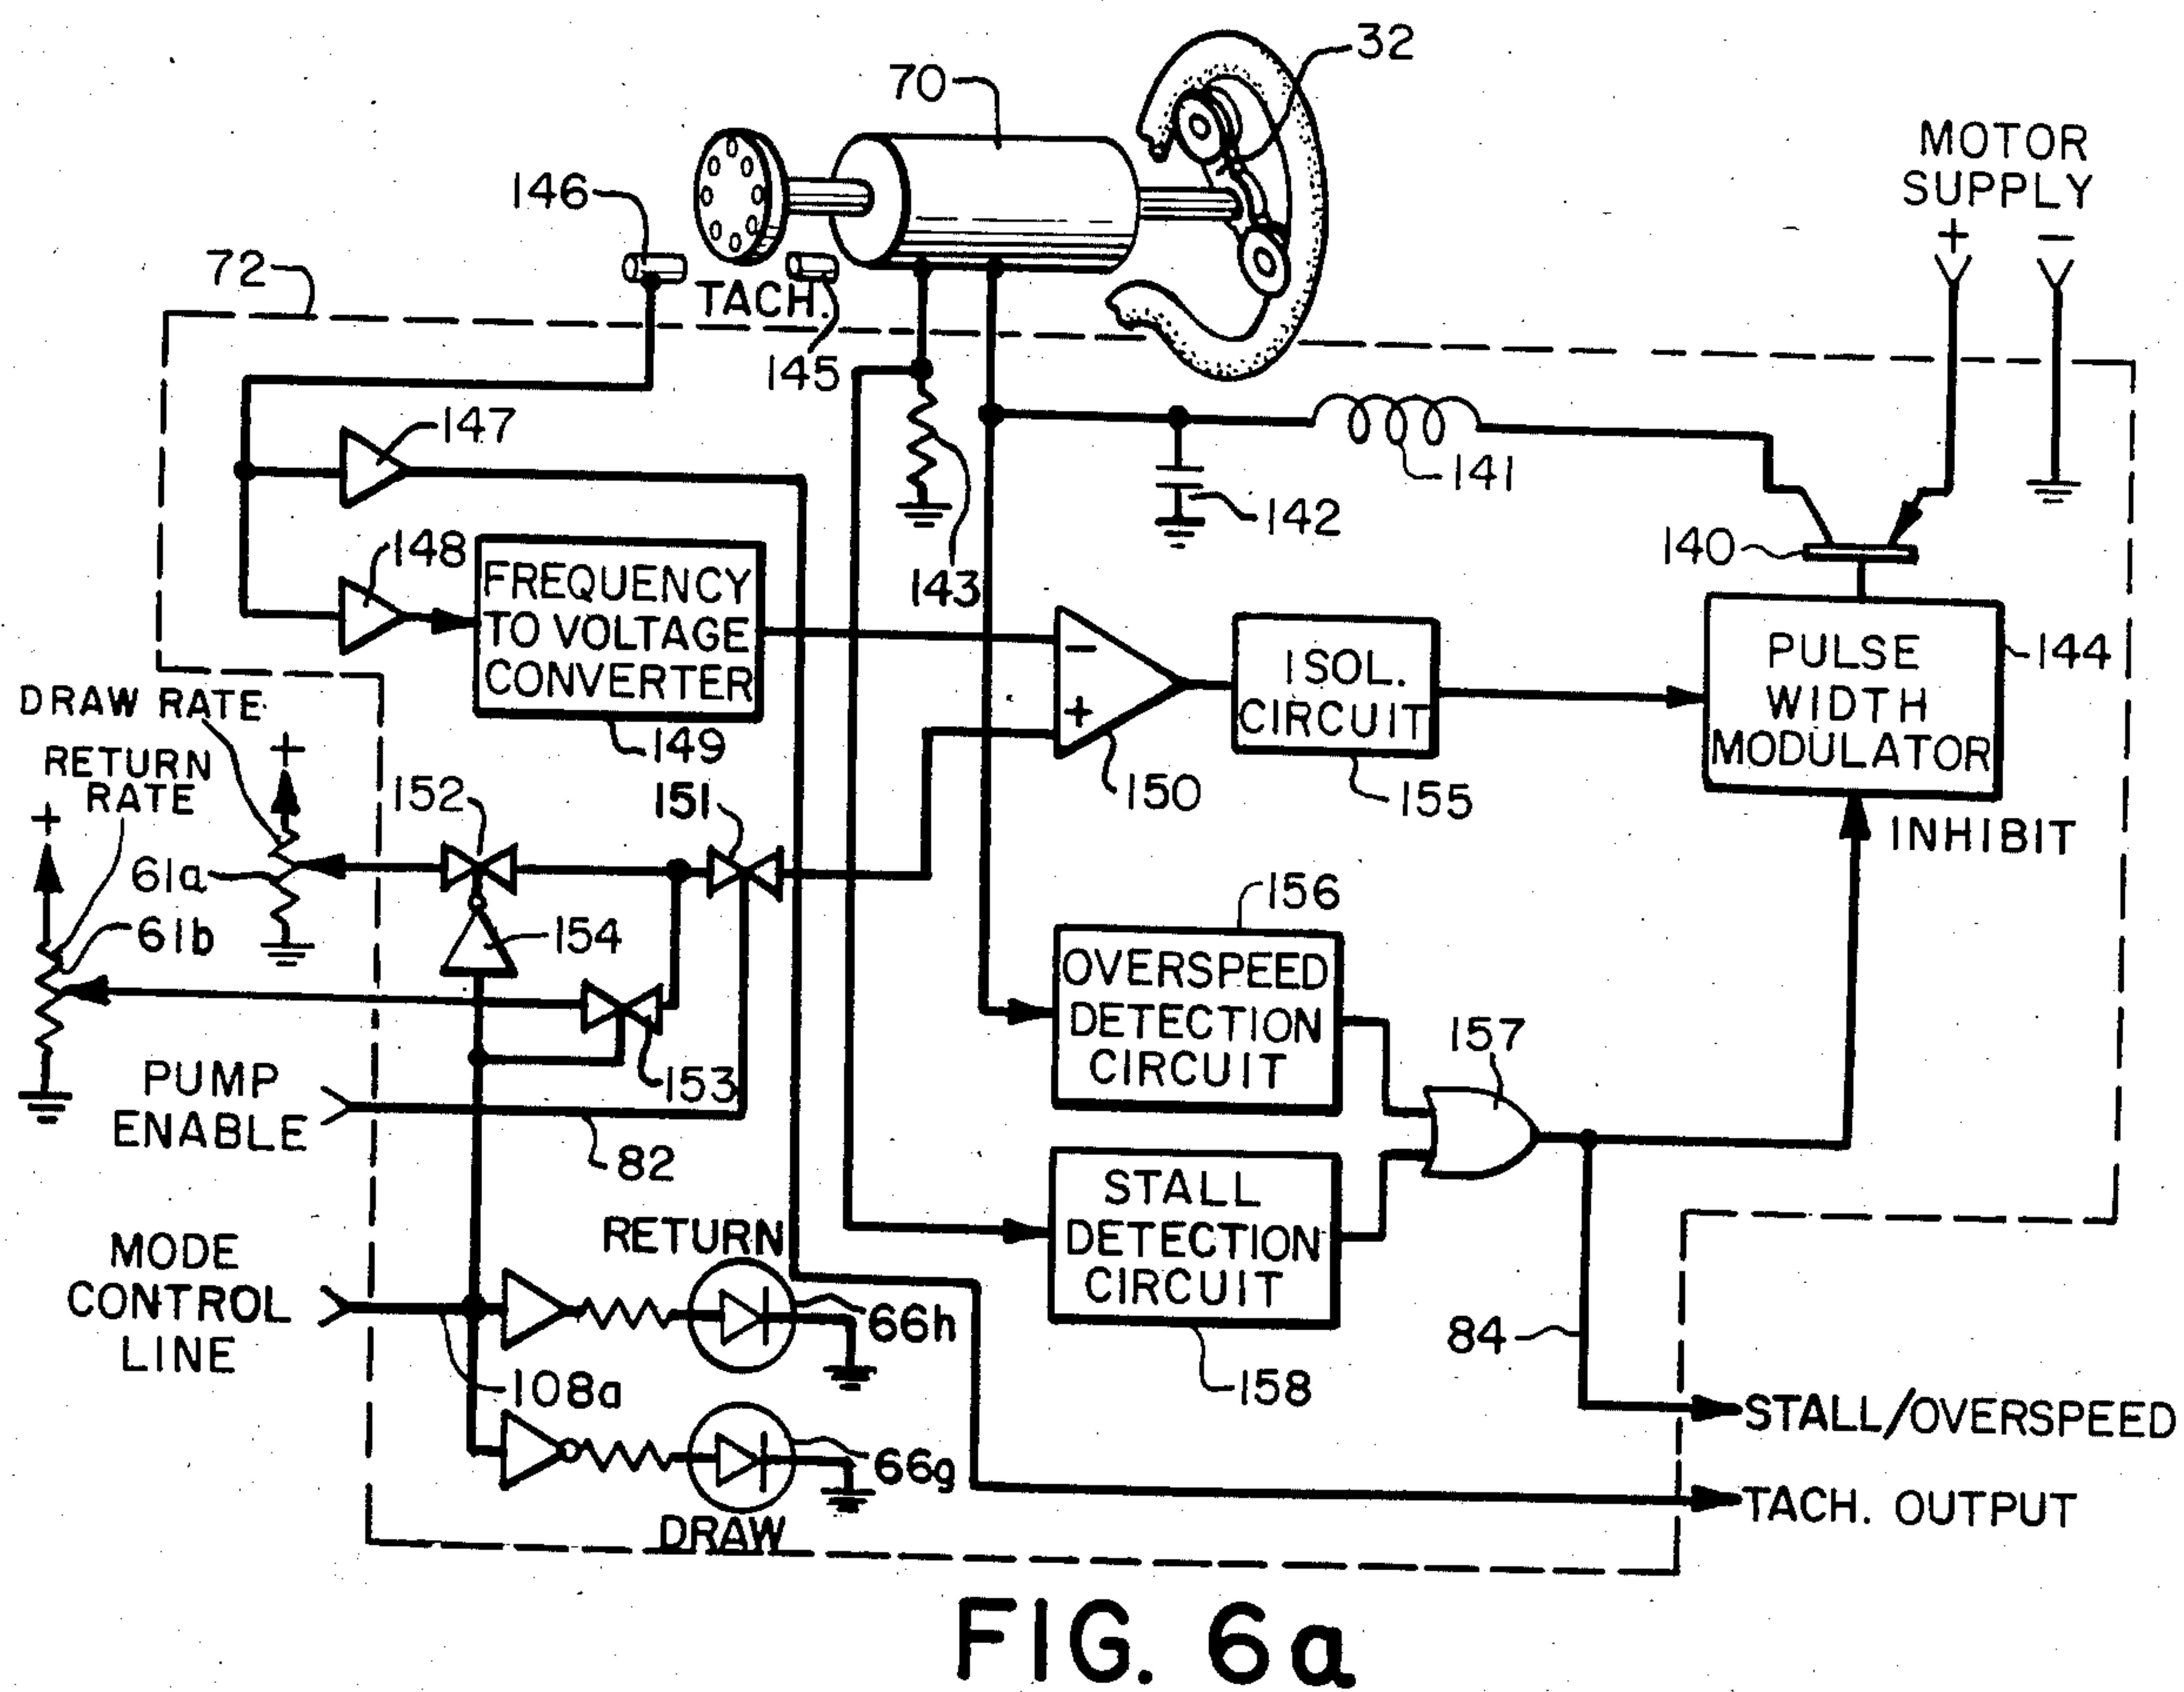 32
70
MOTOR
SUPPLY
+ −
146
72
TACH.
145
147
141
142
148
140
143
FREQUENCY
TO VOLTAGE
CONVERTER
149
−
+
150
ISOL.
CIRCUIT
155
PULSE
WIDTH
MODULATOR
144
INHIBIT
DRAW RATE
+
RETURN
RATE
+
152
151
61a
61b
154
153
156
OVERSPEED
DETECTION
CIRCUIT
157
PUMP
ENABLE
82
STALL
DETECTION
CIRCUIT
158
RETURN
MODE
CONTROL
LINE
66h
108a
84
66g
DRAW
STALL/OVERSPEED
TACH. OUTPUT
FIG. 6a